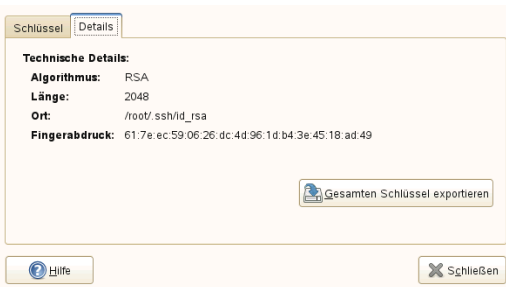 Schlüssel Details
Technische Details:
Algorithmus: RSA
Länge: 2048
Ort: /root/.ssh/id_rsa
Fingerabdruck: 61:7e:ec:59:06:26:dc:4d:96:1d:b4:3e:45:18:ad:49
Gesamten Schlüssel exportieren
Hilfe Schließen